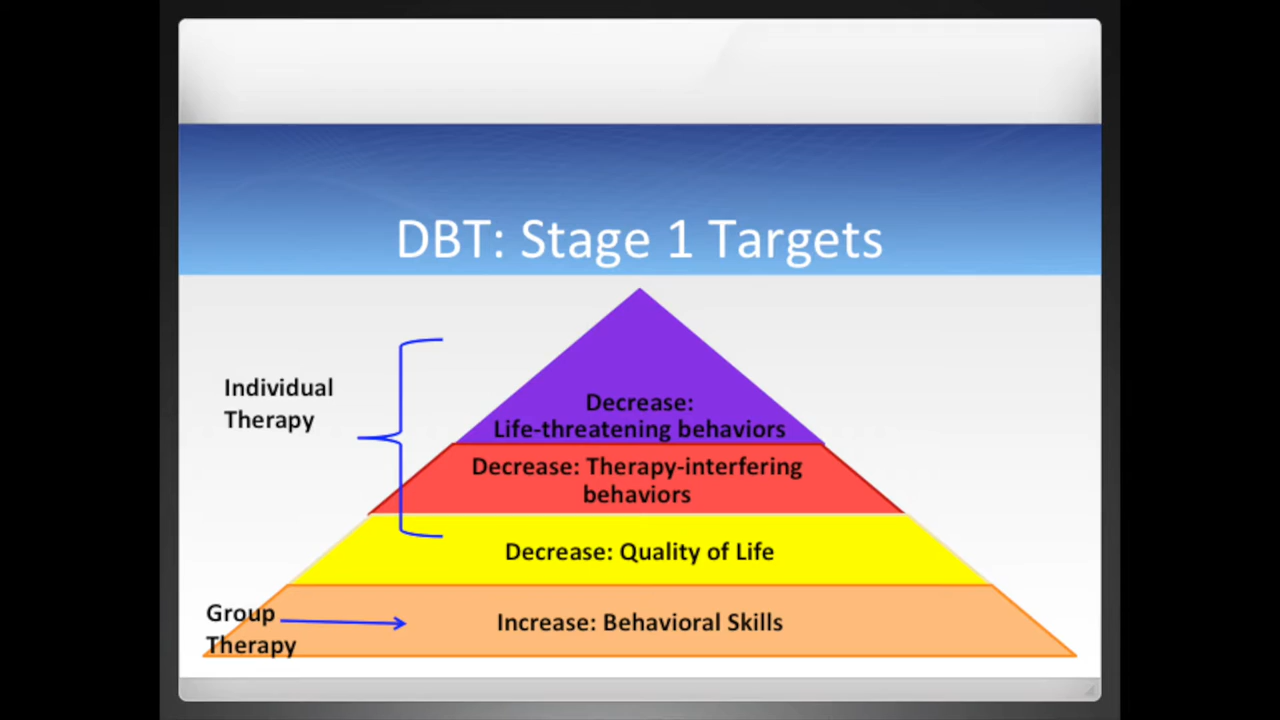 DBT: Stage 1 Targets
Individual
Therapy
Decrease:
Life-threatening behaviors
Decrease: Therapy-interfering
behaviors
Decrease: Quality of Life
Group
Therapy
Increase: Behavioral Skills